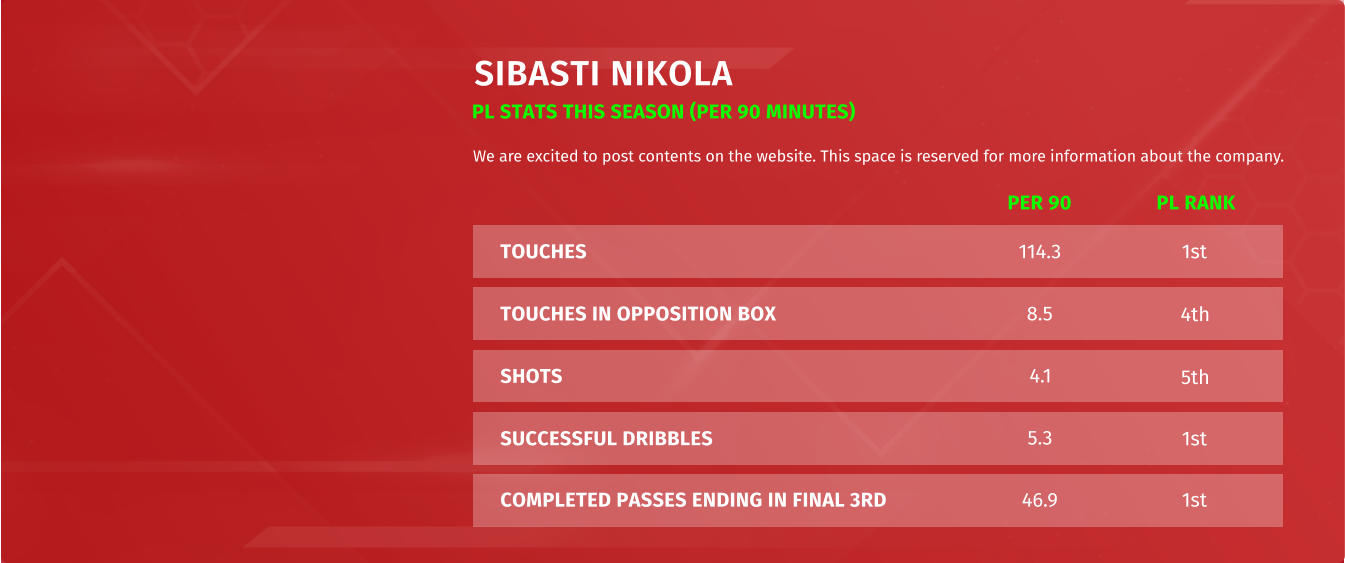 SIBASTI NIKOLA
PL STATS THIS SEASON (PER 90 MINUTES)
We are excited to post contents on the website. This space is reserved for more information about the company.
PER 90 PL RANK
TOUCHES 114.3 1st
TOUCHES IN OPPOSITION BOX 8.5 4th
SHOTS 4.1 5th
SUCCESSFUL DRIBBLES 5.3 1st
COMPLETED PASSES ENDING IN FINAL 3RD 46.9 1st